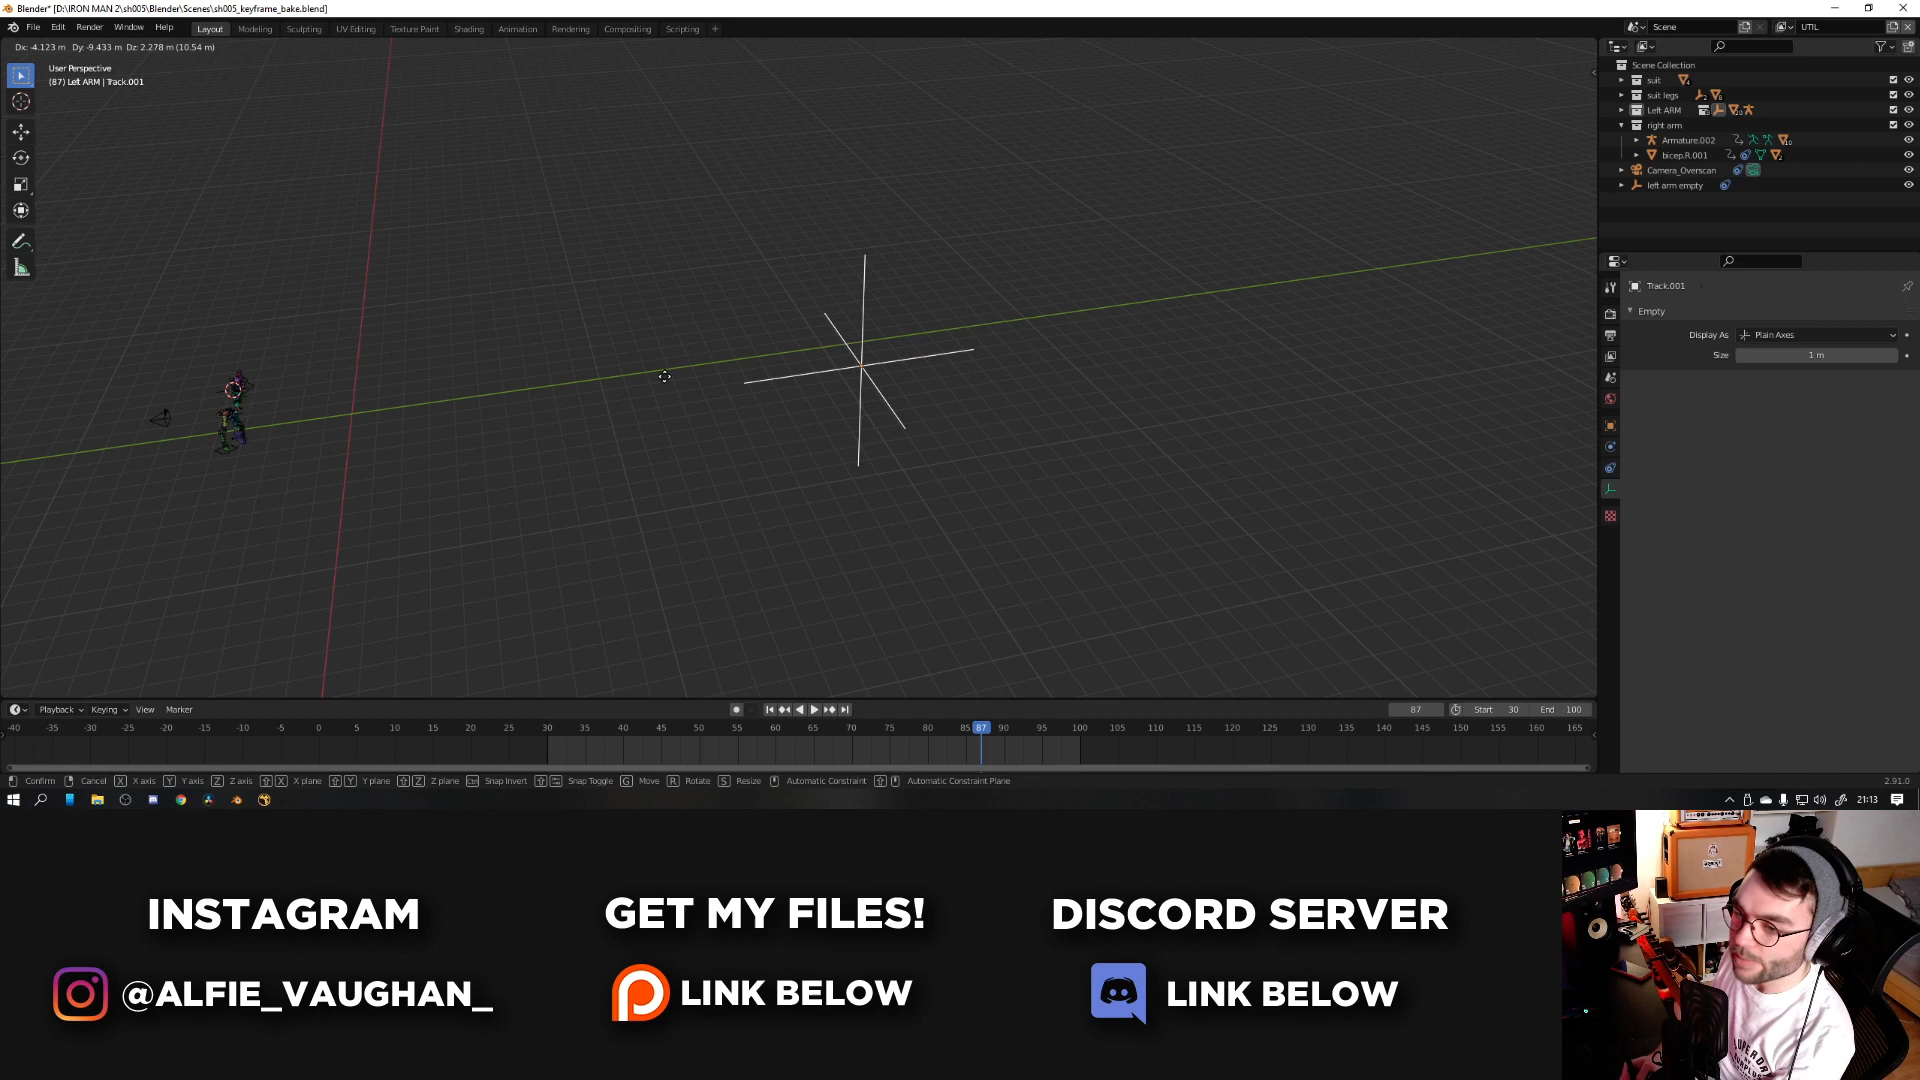 Blender* [D:\IRON MAN 2\sh005\Blender\Scenes\sh005_keyframe_bake.blend]
File Edit Render Window Help Layout Modeling Sculpting UV Editing Texture Paint Shading Animation Rendering Compositing Scripting + Scene UTIL
Dx: -4.123 m Dy: -9.433 m Dz: 2.278 m (10.54 m)
User Perspective
(87) Left ARM | Track.001
Scene Collection
suit
suit legs
Left ARM
right arm
Armature.002
bicep.R.001
Camera_Overscan
left arm empty
Track.001
Empty
Display As Plain Axes
Size 1 m
Playback Keying View Marker 87 Start 30 End 100
-40 -35 -30 -25 -20 -15 -10 -5 0 5 10 15 20 25 30 35 40 45 50 55 60 65 70 75 80 85 87 90 95 100 105 110 115 120 125 130 135 140 145 150 155 160 165
Confirm Cancel X X axis Y Y axis Z Z axis X X plane Y Y plane Z Z plane Ctrl Snap Invert Snap Toggle G Move R Rotate S Resize Automatic Constraint Automatic Constraint Plane 2.91.0
21:13
INSTAGRAM
@ALFIE_VAUGHAN_
GET MY FILES!
LINK BELOW
DISCORD SERVER
LINK BELOW